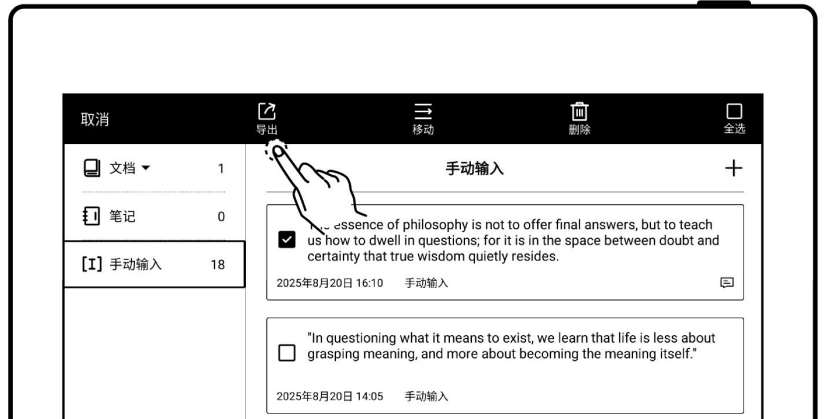 取消
导出
移动
删除
全选
文档 1
笔记 0
[I] 手动输入 18
手动输入
The essence of philosophy is not to offer final answers, but to teach
us how to dwell in questions; for it is in the space between doubt and
certainty that true wisdom quietly resides.
2025年8月20日 16:10 手动输入
"In questioning what it means to exist, we learn that life is less about
grasping meaning, and more about becoming the meaning itself."
2025年8月20日 14:05 手动输入